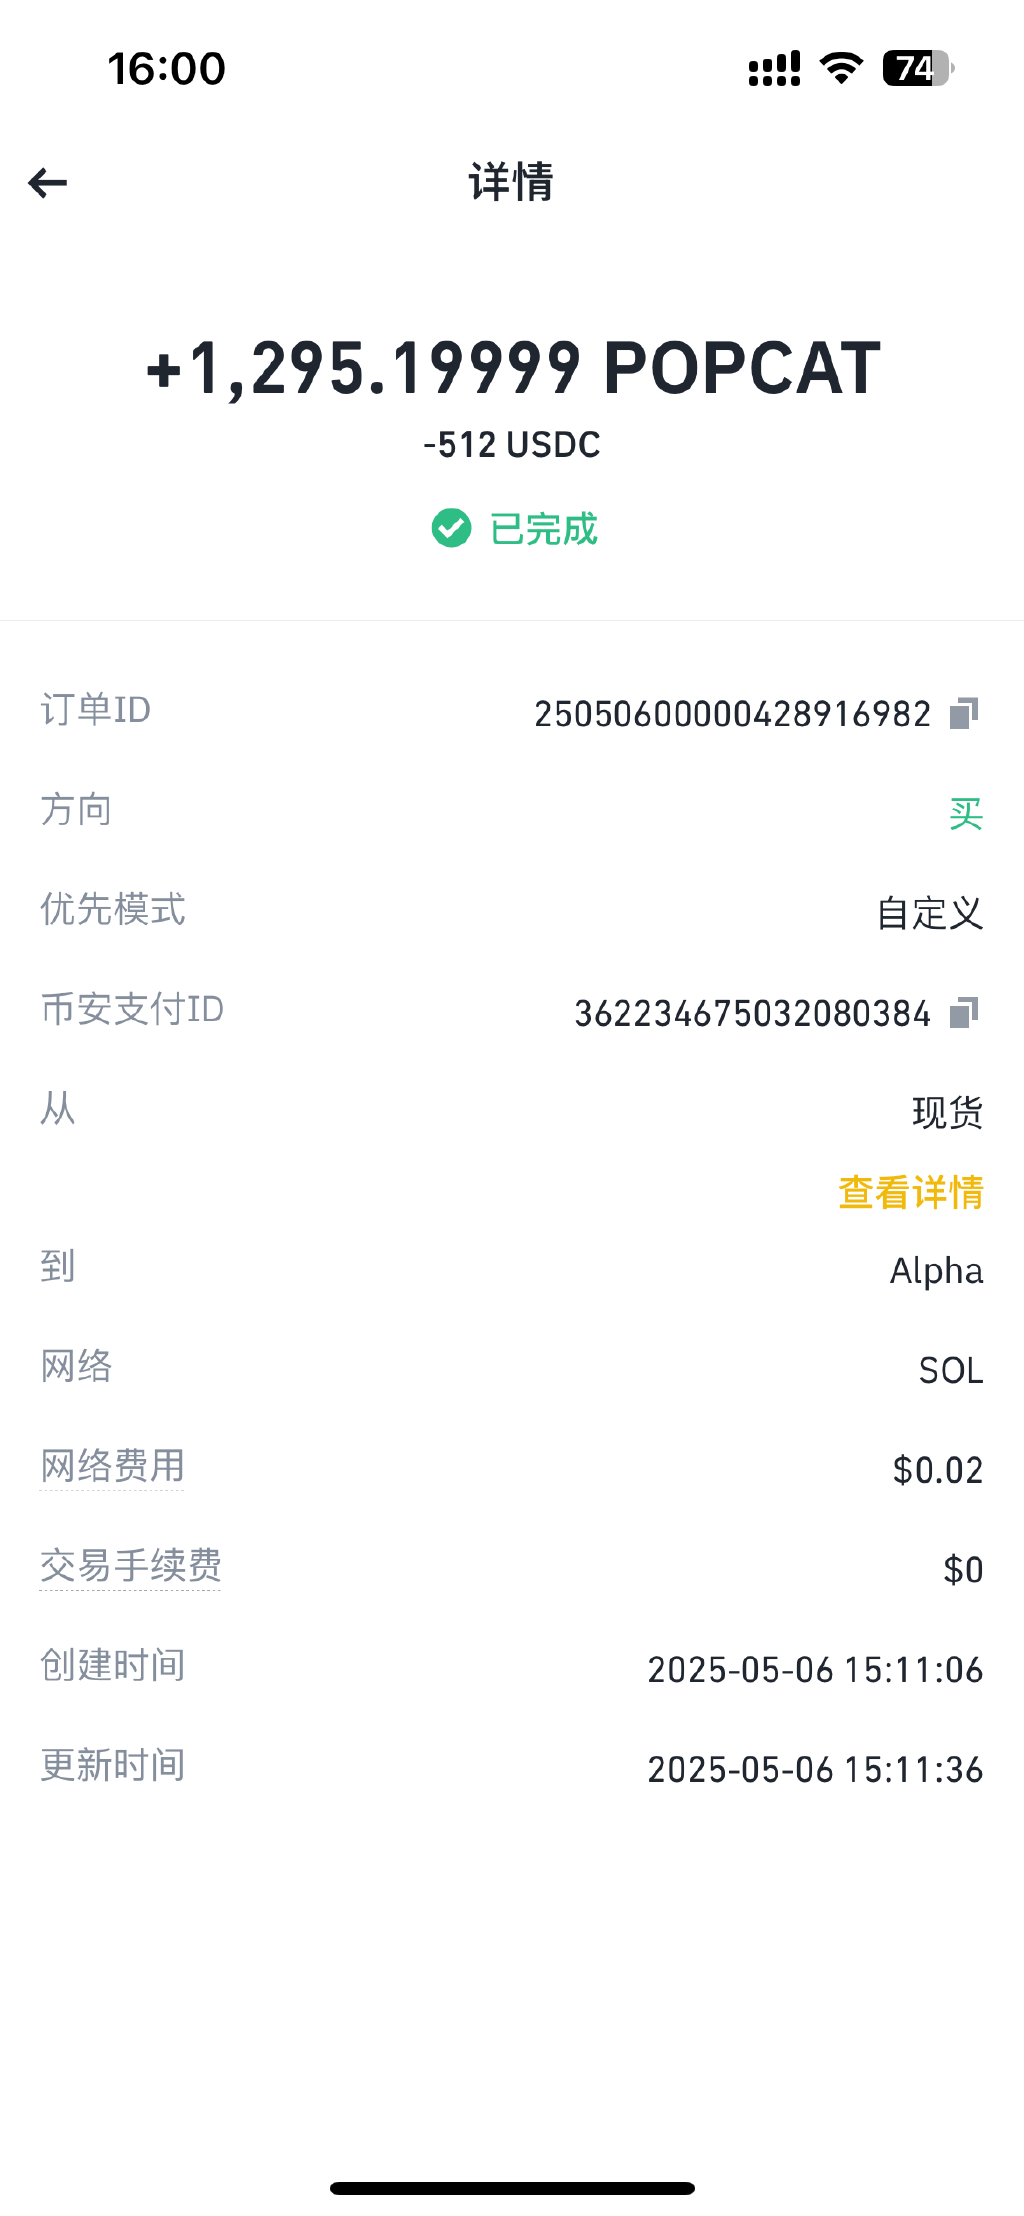 16:00
74
详情
+1,295.19999 POPCAT
-512 USDC
已完成
订单ID 25050600000428916982
方向 买
优先模式 自定义
币安支付ID 362234675032080384
从 现货
查看详情
到 Alpha
网络 SOL
网络费用 $0.02
交易手续费 $0
创建时间 2025-05-06 15:11:06
更新时间 2025-05-06 15:11:36